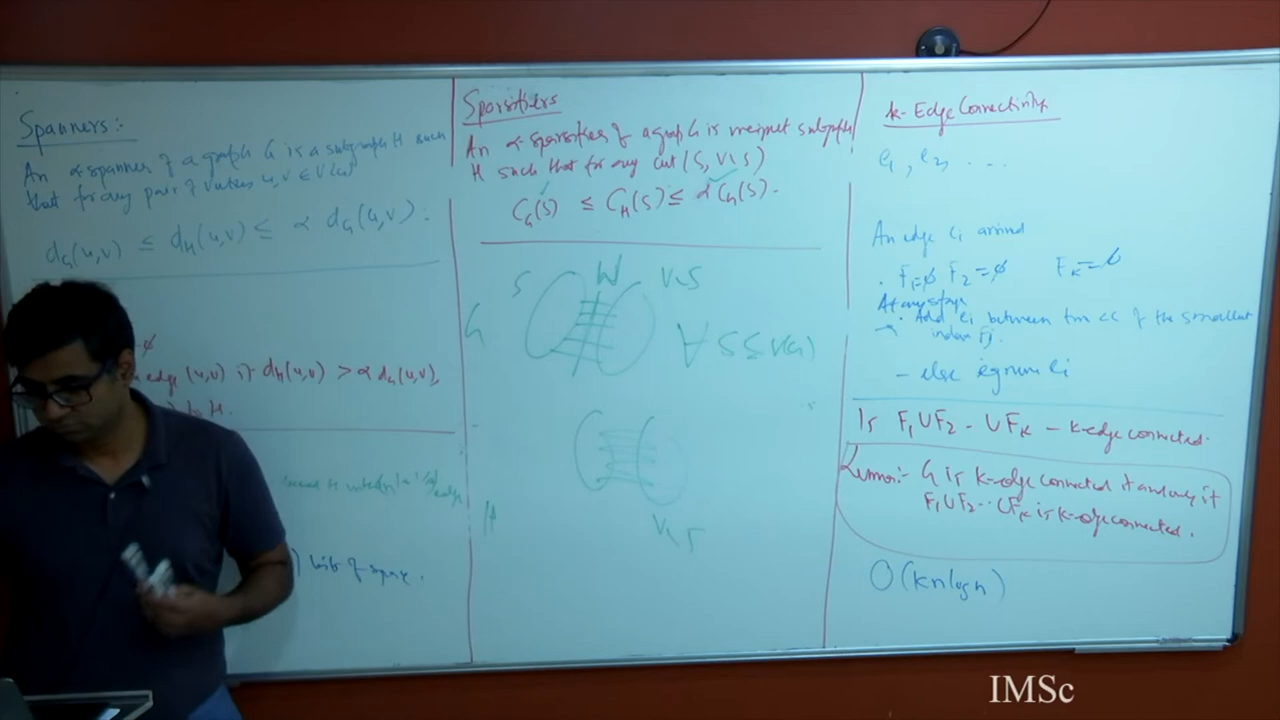 Spanners:-
An α-spanner of a graph G is a subgraph H such
that for any pair of vertices u,v ∈ V(G)
d_G(u,v) ≤ d_H(u,v) ≤ α d_G(u,v).
edge (u,v) if d_H(u,v) > α d_G(u,v),
to H.
) bits of space.
Sparsifiers
An α-sparsifier of a graph G is weighted subgraph
H such that for any cut (S, V\S)
C_G(S) ≤ C_H(S) ≤ α C_G(S).
S W V\S
G
∀ S ⊆ V(G)
H
V\S
k-Edge Connectivity
e1, e2, ...
An edge ei arrived
. F1=φ F2=φ Fk=φ
At any stage
. Add ei between two CC of the smallest
index Fj.
- else ignore ei
Is F1∪F2 - ∪Fk - k-edge connected.
Lemma:- G is k-edge connected if and only if
F1∪F2..∪Fk is k-edge connected.
O(kn log n)
IMSc